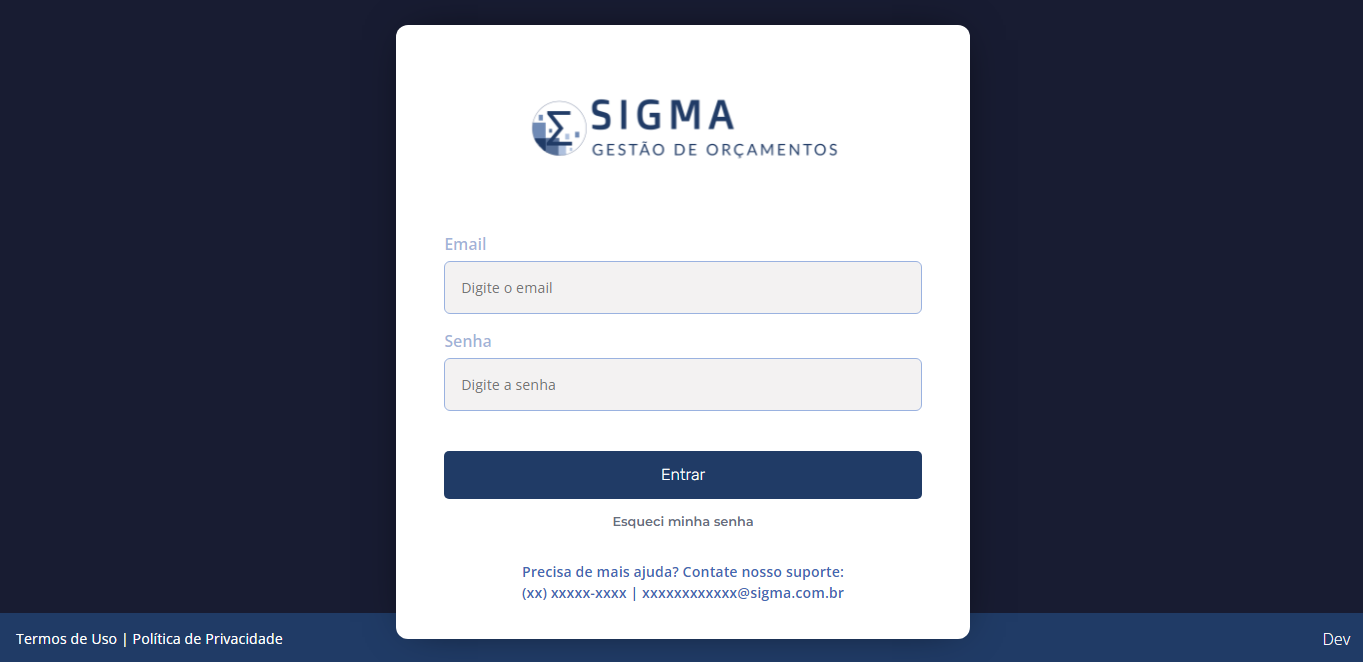 Σ SIGMA
GESTÃO DE ORÇAMENTOS
Email
Digite o email
Senha
Digite a senha
Entrar
Esqueci minha senha
Precisa de mais ajuda? Contate nosso suporte:
(xx) xxxxx-xxxx | xxxxxxxxxxxx@sigma.com.br
Termos de Uso | Política de Privacidade
Dev